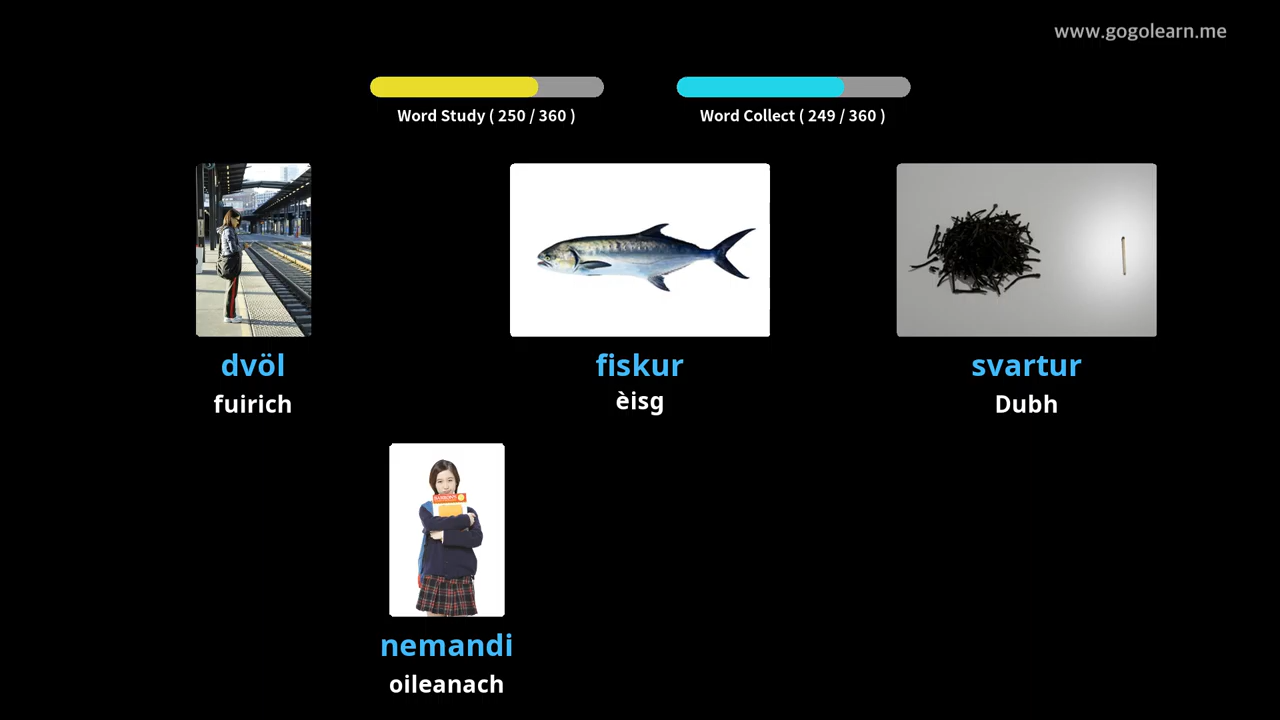 www.gogolearn.me
Word Study ( 250 / 360 )
Word Collect ( 249 / 360 )
dvöl
fuirich
fiskur
èisg
svartur
Dubh
nemandi
oileanach